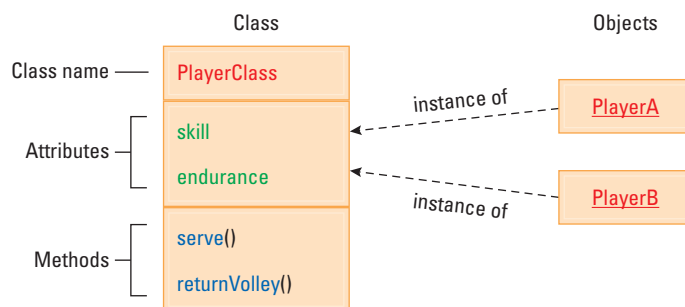 Class
Objects
Class name
PlayerClass
instance of
PlayerA
Attributes
skill
endurance
instance of
PlayerB
Methods
serve()
returnVolley()